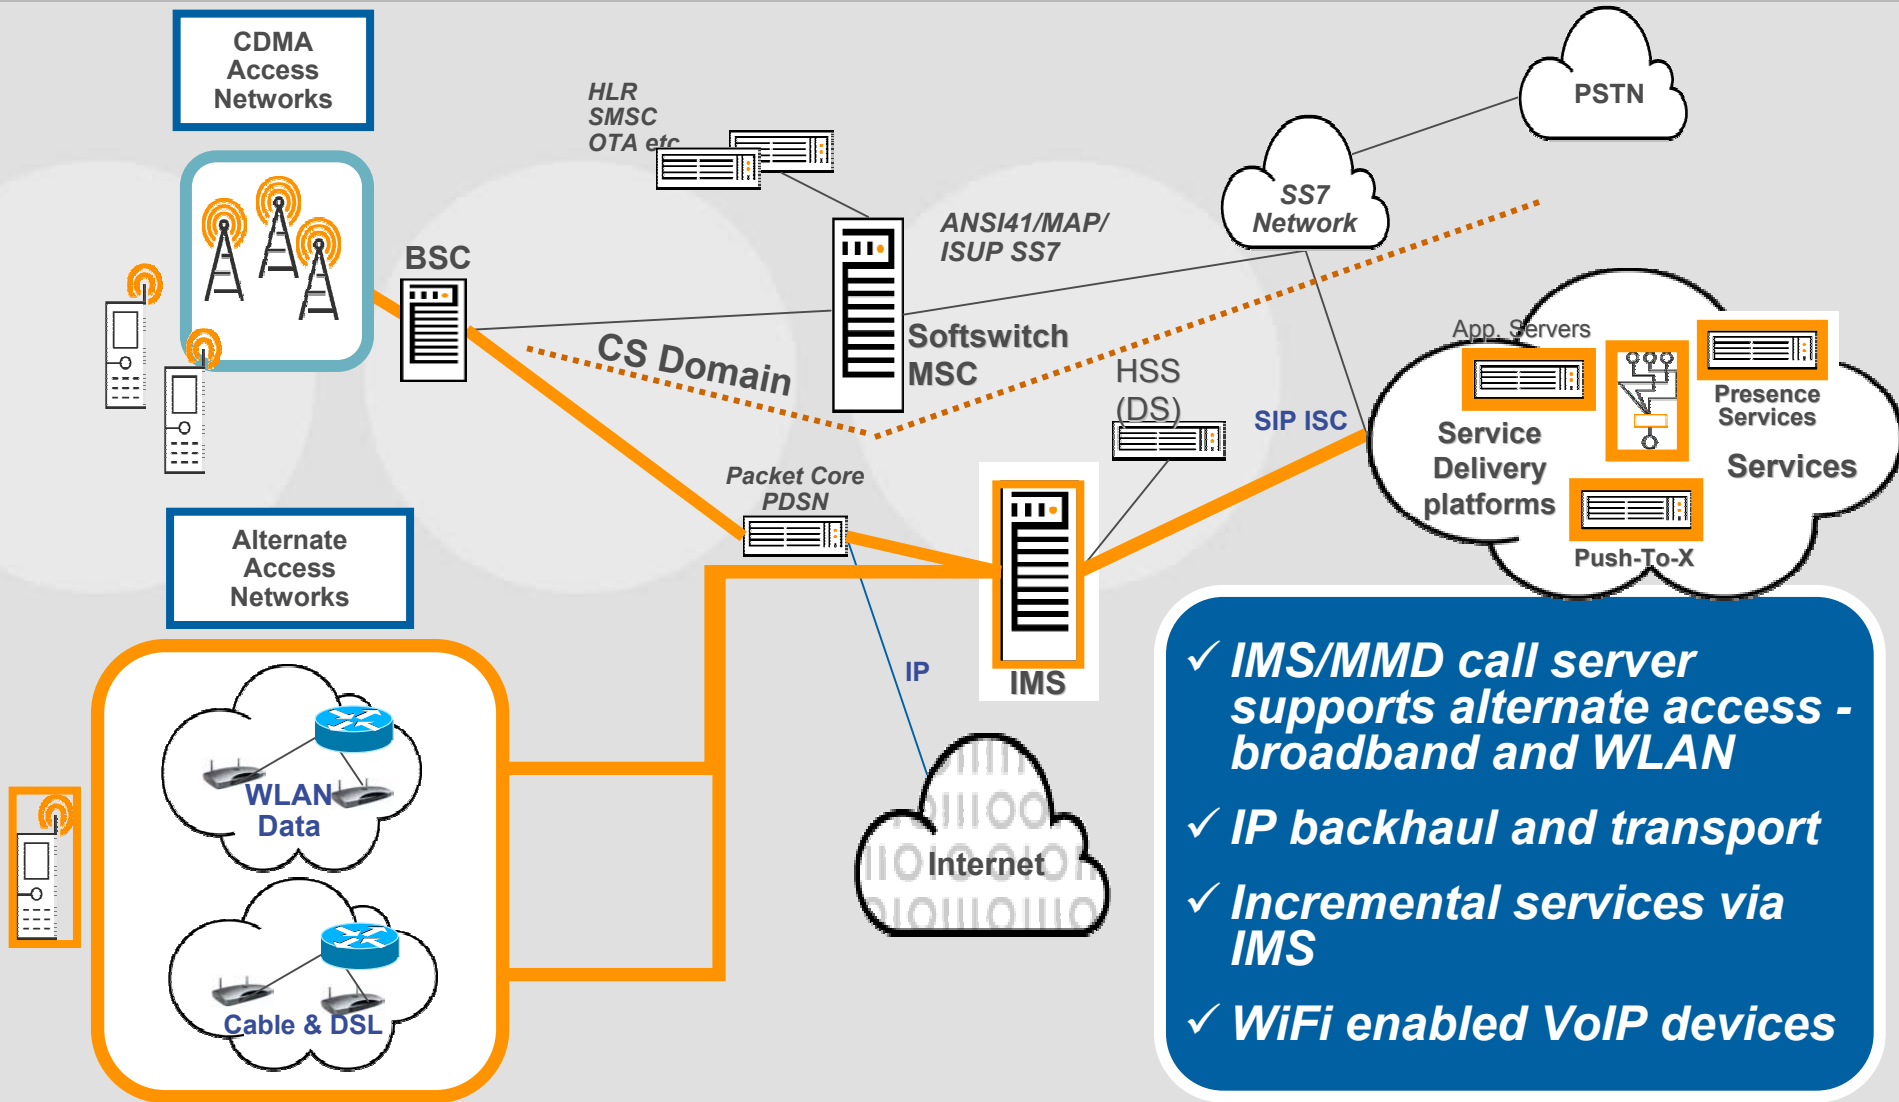 CDMA
Access
Networks
HLR
SMSC
OTA etc
PSTN
SS7
Network
ANSI41/MAP/
ISUP SS7
BSC
Softswitch
MSC
CS Domain
HSS
(DS)
SIP ISC
App. Servers
Presence
Services
Service
Delivery
platforms
Services
Push-To-X
Packet Core
PDSN
Alternate
Access
Networks
IP
IMS
WLAN
Data
Internet
Cable & DSL
✓ IMS/MMD call server
supports alternate access -
broadband and WLAN
✓ IP backhaul and transport
✓ Incremental services via
IMS
✓ WiFi enabled VoIP devices